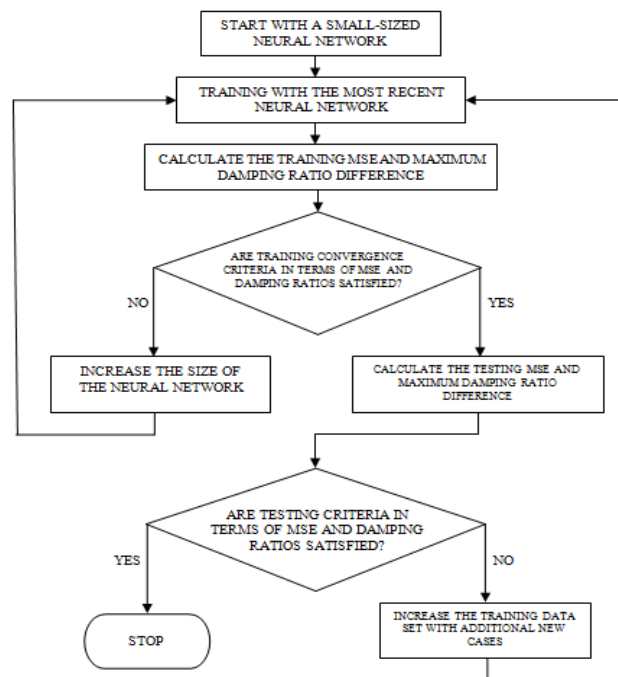 START WITH A SMALL-SIZED
NEURAL NETWORK
TRAINING WITH THE MOST RECENT
NEURAL NETWORK
CALCULATE THE TRAINING MSE AND MAXIMUM
DAMPING RATIO DIFFERENCE
ARE TRAINING CONVERGENCE
CRITERIA IN TERMS OF MSE AND
DAMPING RATIOS SATISFIED?
NO
YES
INCREASE THE SIZE OF
THE NEURAL NETWORK
CALCULATE THE TESTING MSE AND
MAXIMUM DAMPING RATIO
DIFFERENCE
ARE TESTING CRITERIA IN
TERMS OF MSE AND DAMPING
RATIOS SATISFIED?
YES
NO
STOP
INCREASE THE TRAINING DATA
SET WITH ADDITIONAL NEW
CASES